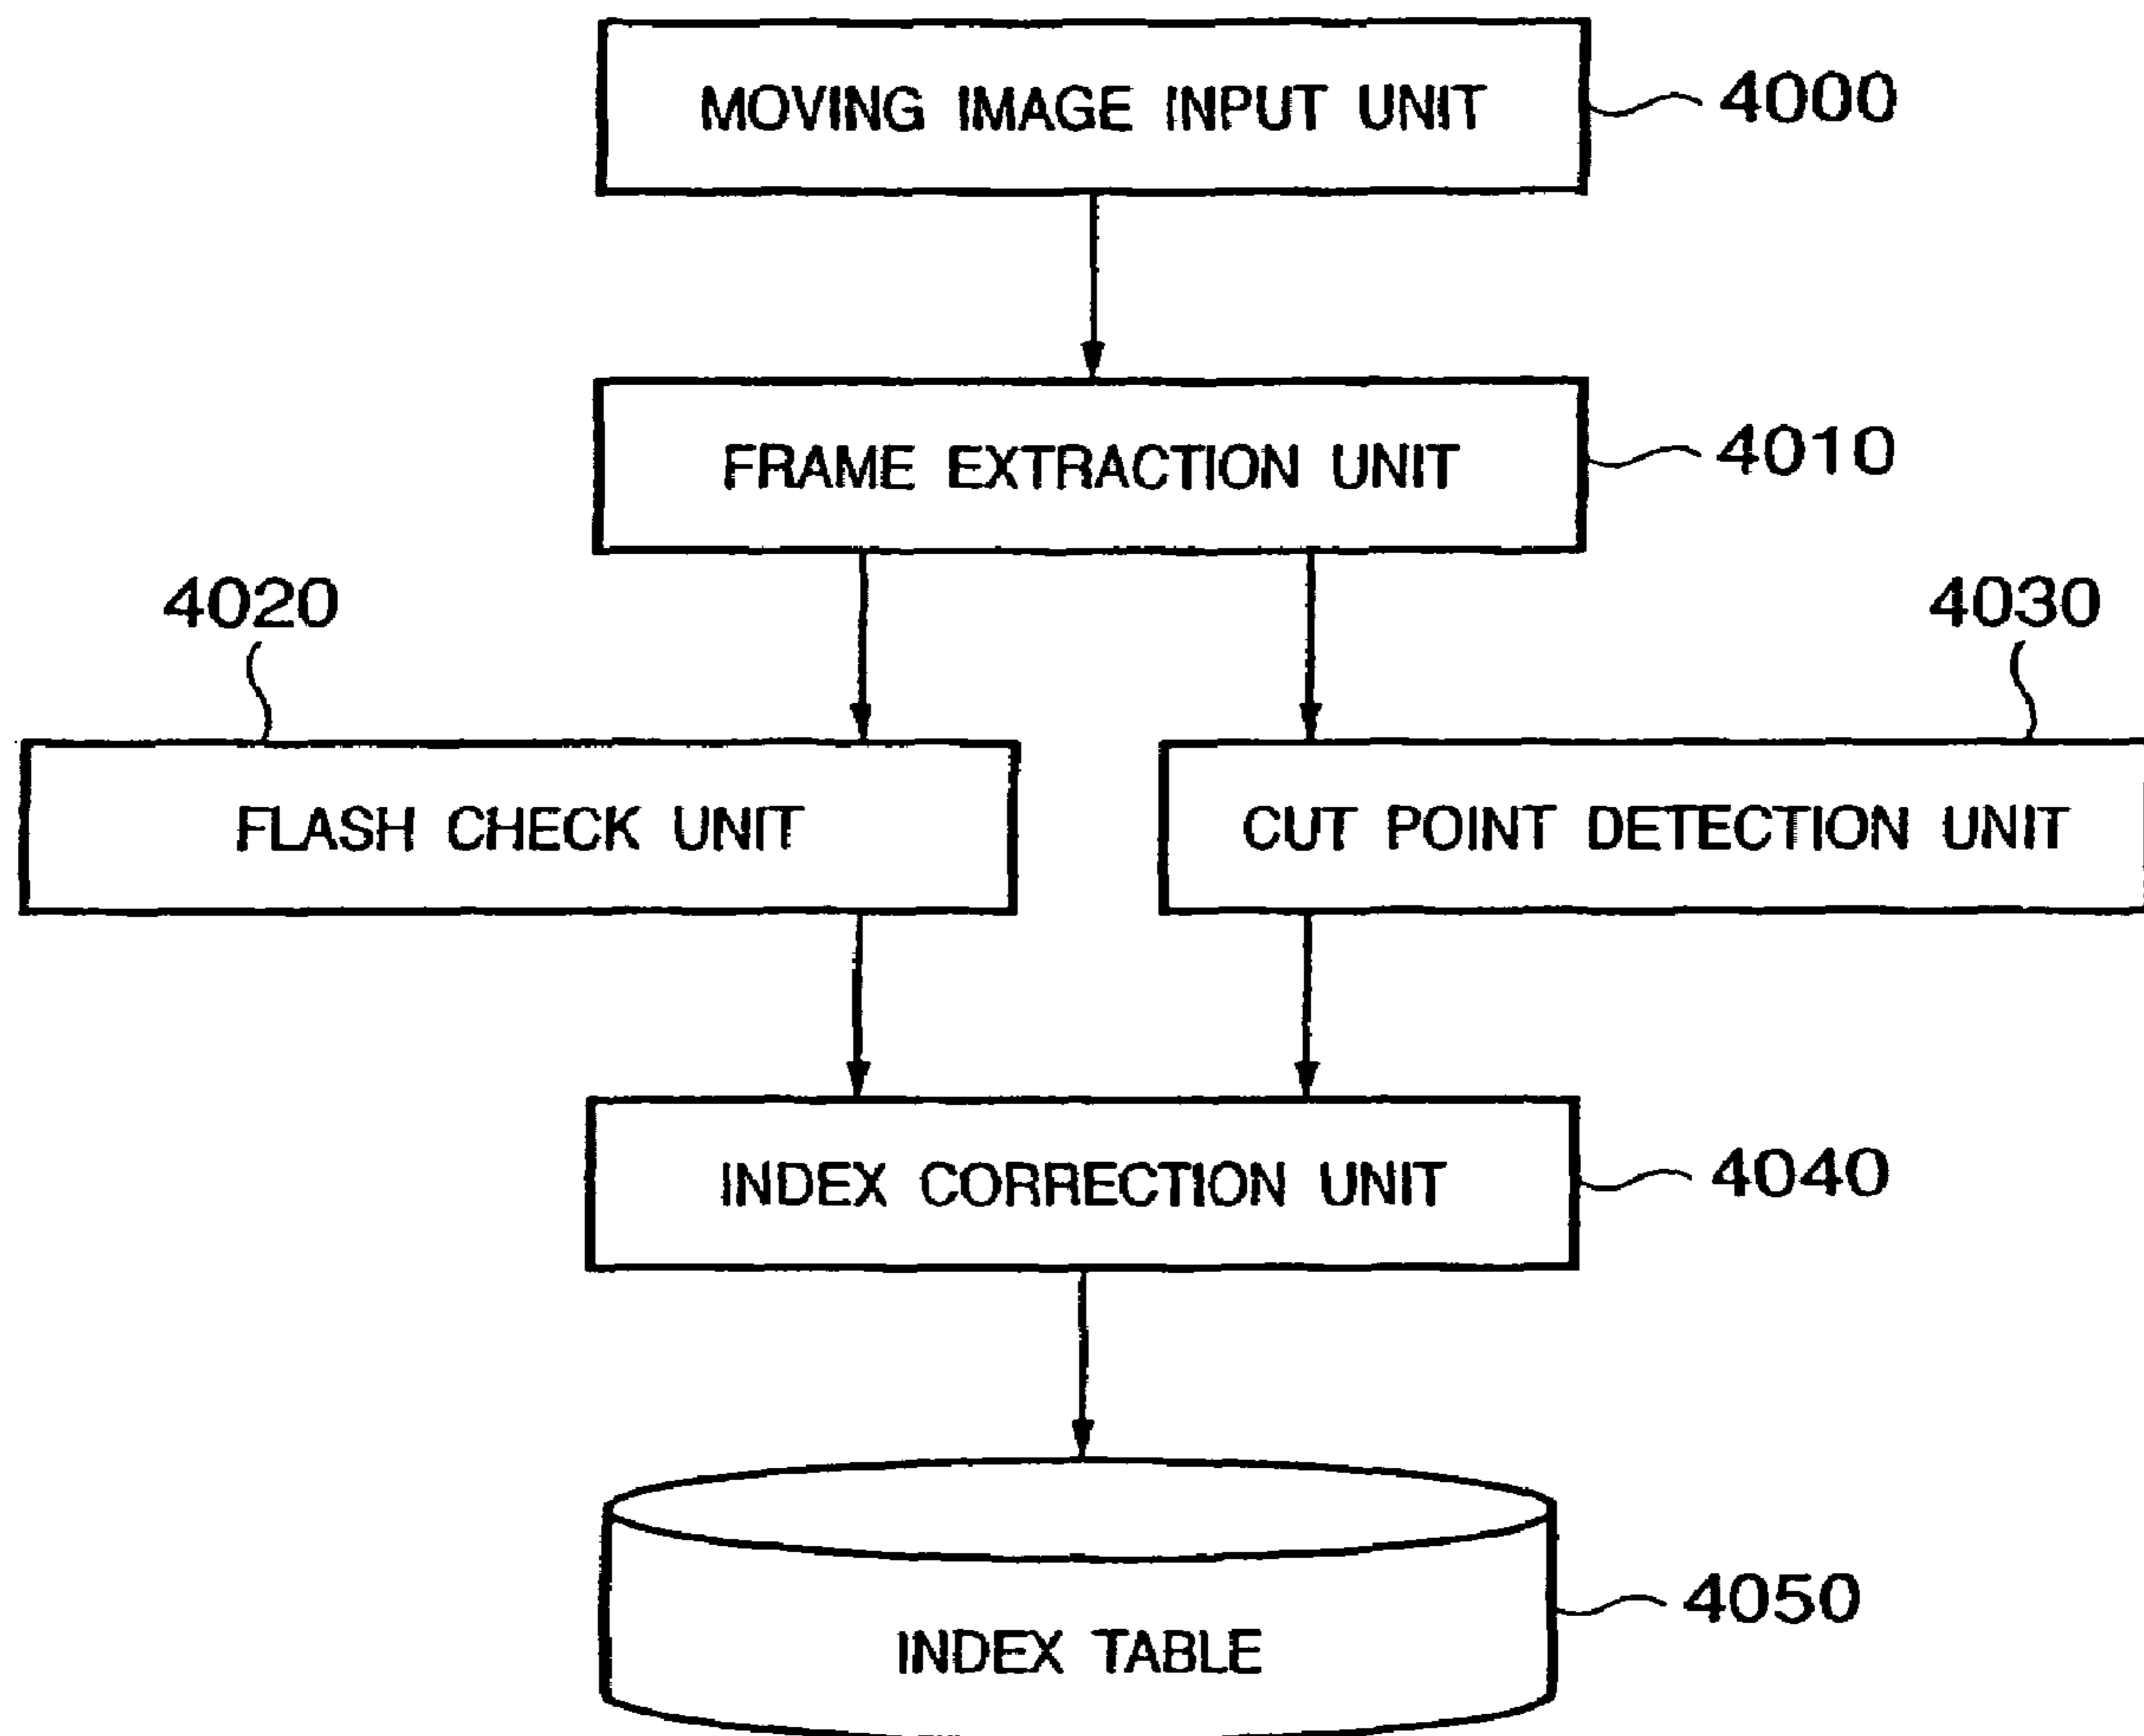 MOVING IMAGE INPUT UNIT
4000
FRAME EXTRACTION UNIT
4010
4020
4030
FLASH CHECK UNIT
CUT POINT DETECTION UNIT
INDEX CORRECTION UNIT
4040
INDEX TABLE
4050